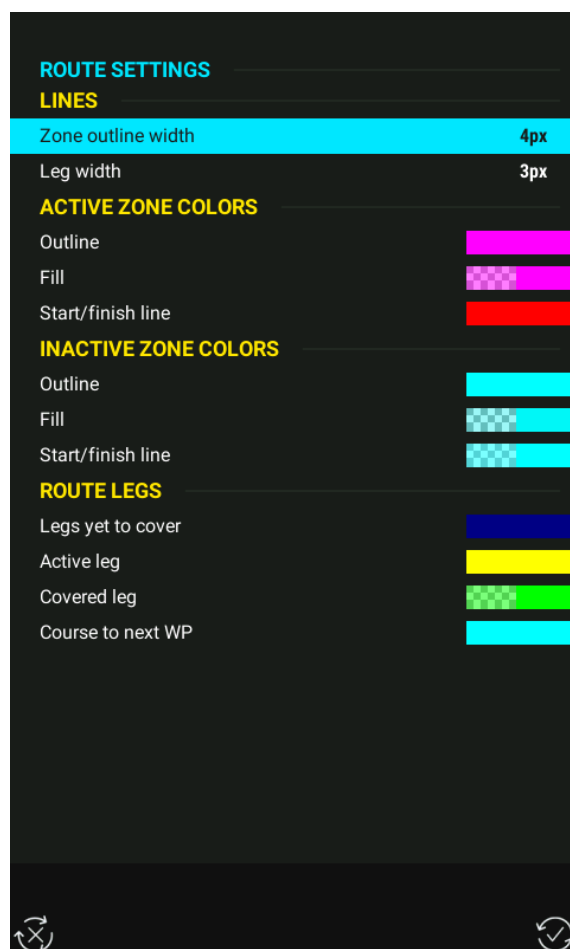 ROUTE SETTINGS
LINES
Zone outline width 4px
Leg width 3px
ACTIVE ZONE COLORS
Outline
Fill
Start/finish line
INACTIVE ZONE COLORS
Outline
Fill
Start/finish line
ROUTE LEGS
Legs yet to cover
Active leg
Covered leg
Course to next WP